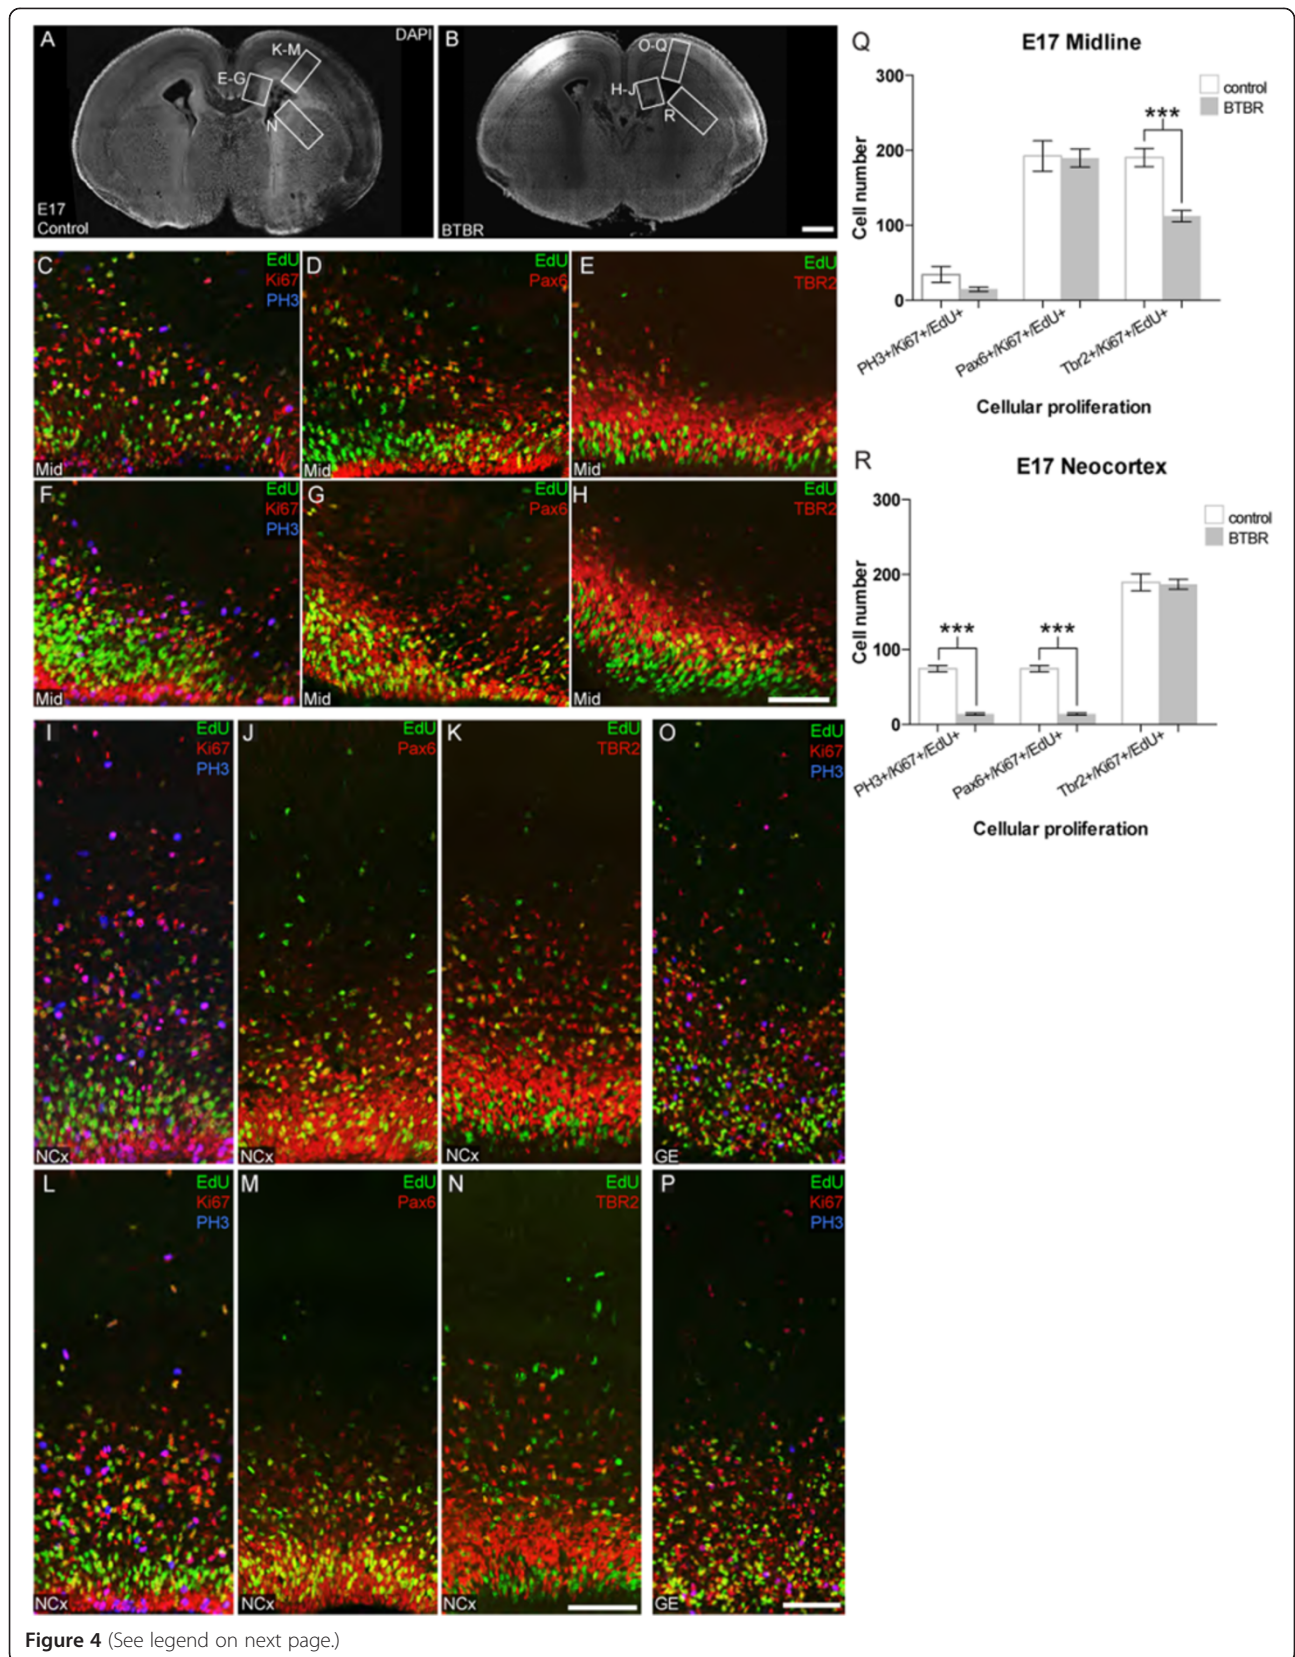 A
DAPI
K-M
E-G
N
E17
Control
B
O-Q
H-J
R
BTBR
C
EdU
Ki67
PH3
Mid
D
EdU
Pax6
Mid
E
EdU
TBR2
Mid
F
EdU
Ki67
PH3
Mid
G
EdU
Pax6
Mid
H
EdU
TBR2
Mid
I
EdU
Ki67
PH3
NCx
J
EdU
Pax6
NCx
K
EdU
TBR2
NCx
O
EdU
Ki67
PH3
GE
L
EdU
Ki67
PH3
NCx
M
EdU
Pax6
NCx
N
EdU
TBR2
NCx
P
EdU
Ki67
PH3
GE
Q
E17 Midline
control
BTBR
Cell number
300
200
100
0
***
PH3+/Ki67+/EdU+
Pax6+/Ki67+/EdU+
Tbr2+/Ki67+/EdU+
Cellular proliferation
R
E17 Neocortex
control
BTBR
Cell number
300
200
100
0
***
***
PH3+/Ki67+/EdU+
Pax6+/Ki67+/EdU+
Tbr2+/Ki67+/EdU+
Cellular proliferation
Figure 4 (See legend on next page.)